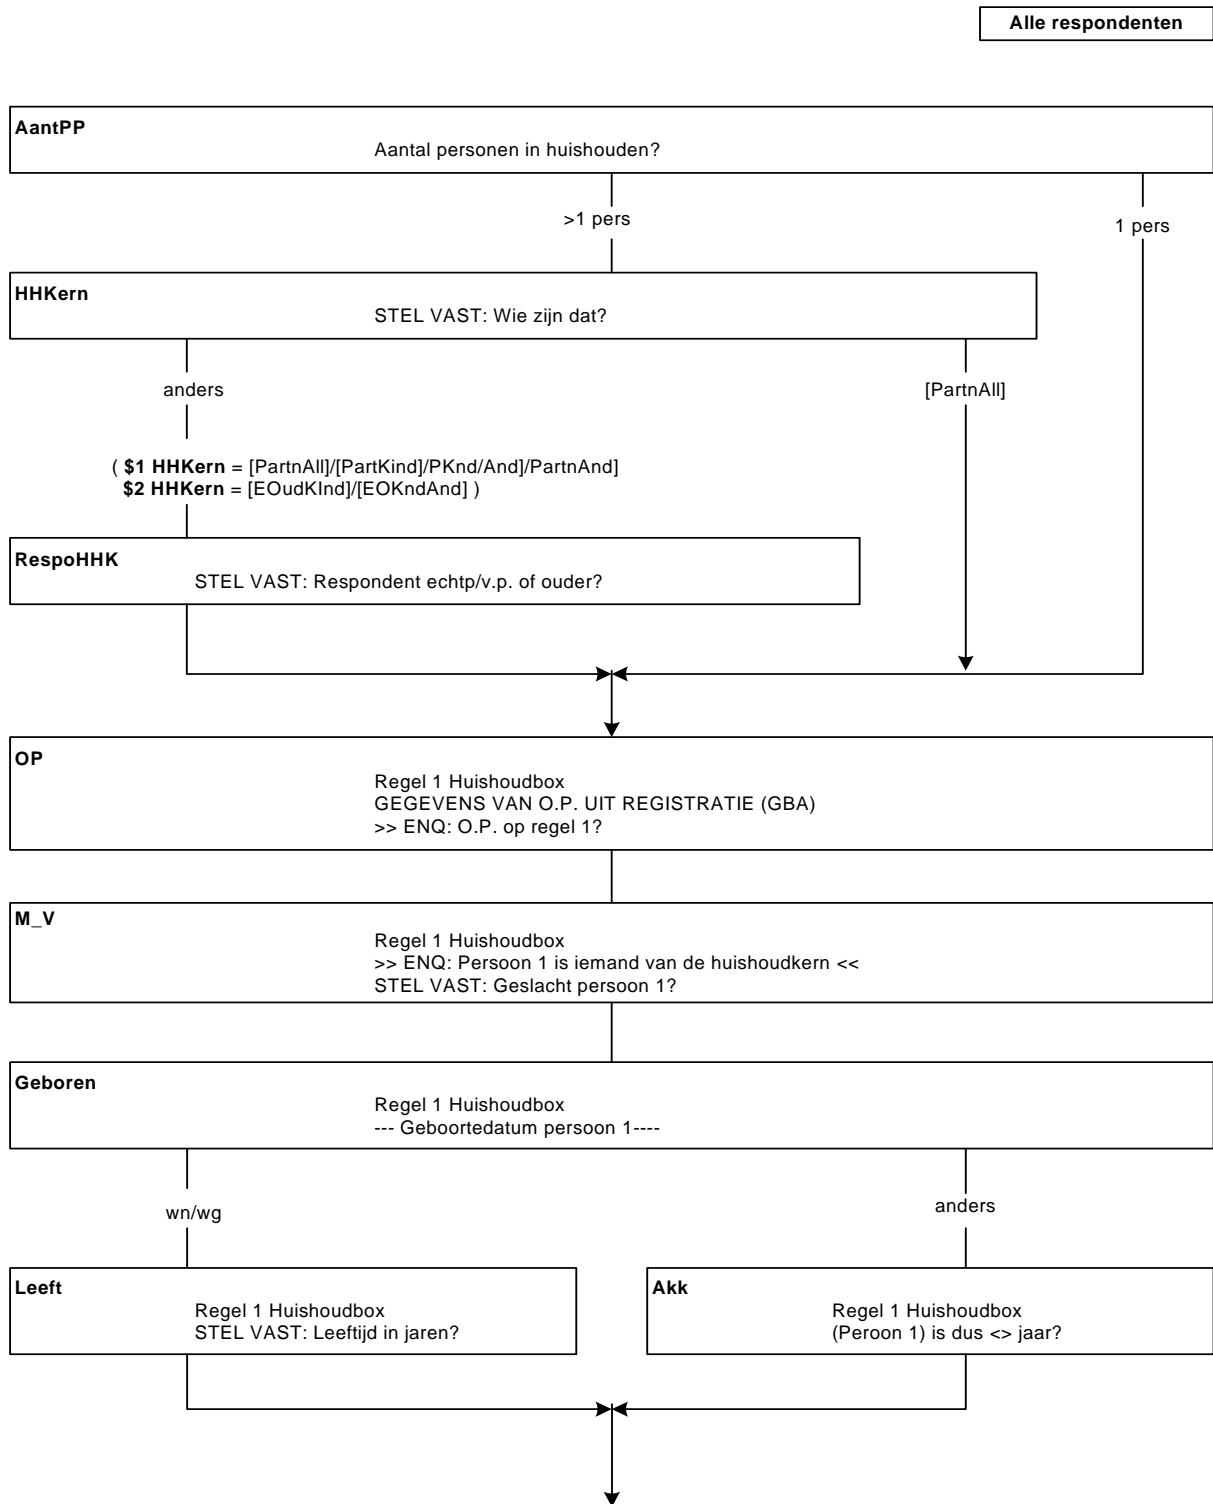 Alle respondenten
AantPP
Aantal personen in huishouden?
>1 pers
1 pers
HHKern
STEL VAST: Wie zijn dat?
anders
[PartnAll]
( $1 HHKern = [PartnAll]/[PartKind]/PKnd/And]/PartnAnd]
$2 HHKern = [EOudKInd]/[EOKndAnd] )
RespoHHK
STEL VAST: Respondent echtp/v.p. of ouder?
OP
Regel 1 Huishoudbox
GEGEVENS VAN O.P. UIT REGISTRATIE (GBA)
>> ENQ: O.P. op regel 1?
M_V
Regel 1 Huishoudbox
>> ENQ: Persoon 1 is iemand van de huishoudkern <<
STEL VAST: Geslacht persoon 1?
Geboren
Regel 1 Huishoudbox
--- Geboortedatum persoon 1----
wn/wg
anders
Leeft
Regel 1 Huishoudbox
STEL VAST: Leeftijd in jaren?
Akk
Regel 1 Huishoudbox
(Peroon 1) is dus <> jaar?